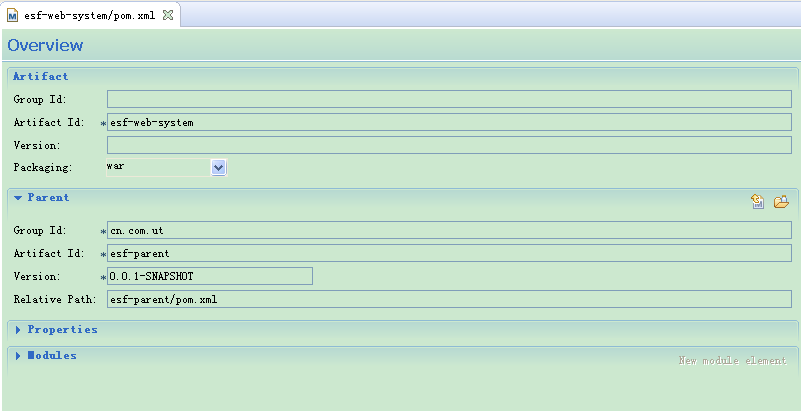 esf-web-system/pom.xml
Overview
Artifact
Group Id:
Artifact Id: *esf-web-system
Version:
Packaging: war
Parent
Group Id: *cn.com.ut
Artifact Id: *esf-parent
Version: *0.0.1-SNAPSHOT
Relative Path: esf-parent/pom.xml
Properties
Modules
New module element